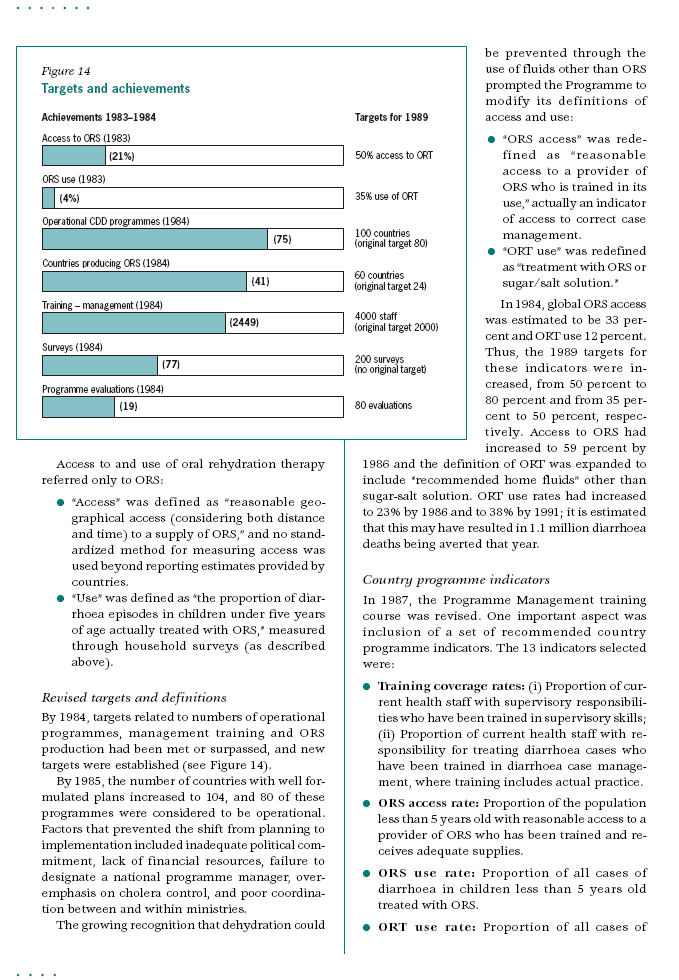 Figure 14
Targets and achievements
Achievements 1983–1984
Targets for 1989
Access to ORS (1983)
(21%)
50% access to ORT
ORS use (1983)
(4%)
35% use of ORT
Operational CDD programmes (1984)
(75)
100 countries
(original target 80)
Countries producing ORS (1984)
(41)
60 countries
(original target 24)
Training – management (1984)
(2449)
4000 staff
(original target 2000)
Surveys (1984)
(77)
200 surveys
(no original target)
Programme evaluations (1984)
(19)
80 evaluations
Access to and use of oral rehydration therapy
referred only to ORS:
● “Access” was defined as “reasonable geo-
graphical access (considering both distance
and time) to a supply of ORS,” and no stand-
ardized method for measuring access was
used beyond reporting estimates provided by
countries.
● “Use” was defined as “the proportion of diar-
rhoea episodes in children under five years
of age actually treated with ORS,” measured
through household surveys (as described
above).
Revised targets and definitions
By 1984, targets related to numbers of operational
programmes, management training and ORS
production had been met or surpassed, and new
targets were established (see Figure 14).
By 1985, the number of countries with well for-
mulated plans increased to 104, and 80 of these
programmes were considered to be operational.
Factors that prevented the shift from planning to
implementation included inadequate political com-
mitment, lack of financial resources, failure to
designate a national programme manager, over-
emphasis on cholera control, and poor coordina-
tion between and within ministries.
The growing recognition that dehydration could
be prevented through the
use of fluids other than ORS
prompted the Programme to
modify its definitions of
access and use:
● “ORS access” was rede-
fined as “reasonable
access to a provider of
ORS who is trained in its
use,” actually an indicator
of access to correct case
management.
● “ORT use” was redefined
as “treatment with ORS or
sugar/salt solution.”
In 1984, global ORS access
was estimated to be 33 per-
cent and ORT use 12 percent.
Thus, the 1989 targets for
these indicators were in-
creased, from 50 percent to
80 percent and from 35 per-
cent to 50 percent, respec-
tively. Access to ORS had
increased to 59 percent by
1986 and the definition of ORT was expanded to
include “recommended home fluids” other than
sugar-salt solution. ORT use rates had increased
to 23% by 1986 and to 38% by 1991; it is estimated
that this may have resulted in 1.1 million diarrhoea
deaths being averted that year.
Country programme indicators
In 1987, the Programme Management training
course was revised. One important aspect was
inclusion of a set of recommended country
programme indicators. The 13 indicators selected
were:
● Training coverage rates: (i) Proportion of cur-
rent health staff with supervisory responsibili-
ties who have been trained in supervisory skills;
(ii) Proportion of current health staff with re-
sponsibility for treating diarrhoea cases who
have been trained in diarrhoea case manage-
ment, where training includes actual practice.
● ORS access rate: Proportion of the population
less than 5 years old with reasonable access to a
provider of ORS who has been trained and re-
ceives adequate supplies.
● ORS use rate: Proportion of all cases of
diarrhoea in children less than 5 years old
treated with ORS.
● ORT use rate: Proportion of all cases of